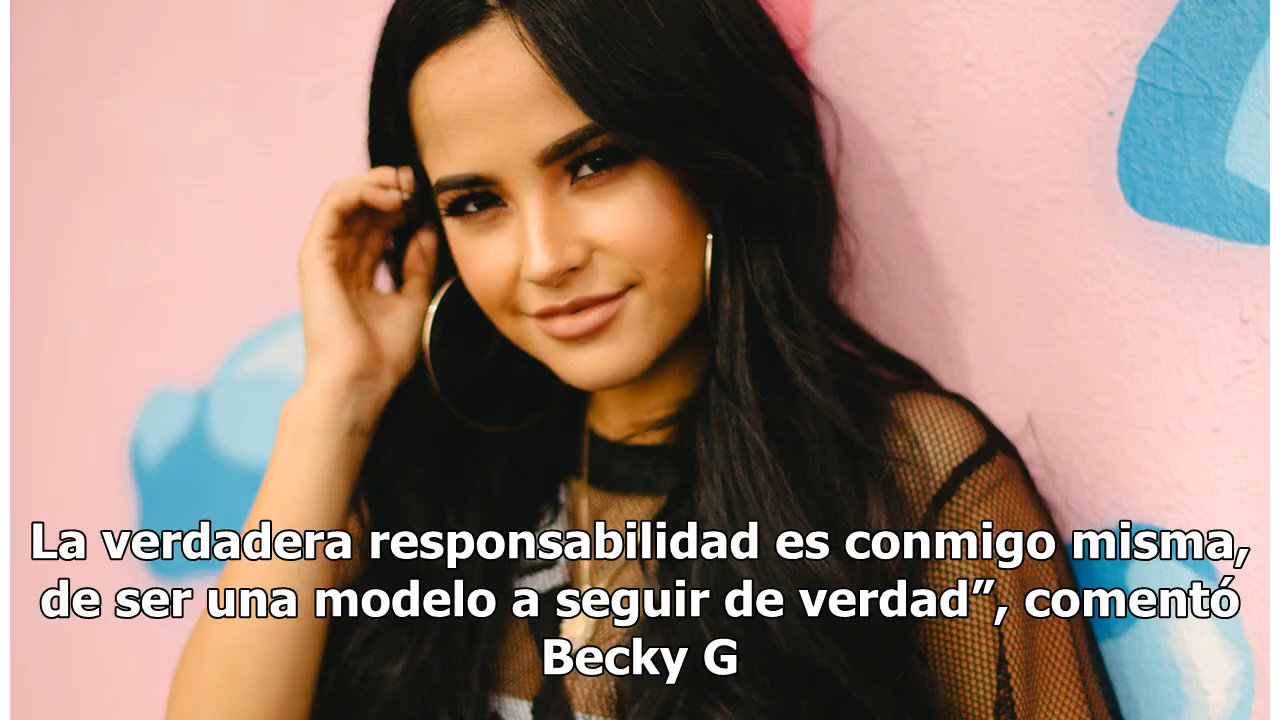 La verdadera responsabilidad es conmigo misma,
de ser una modelo a seguir de verdad”, comentó
Becky G